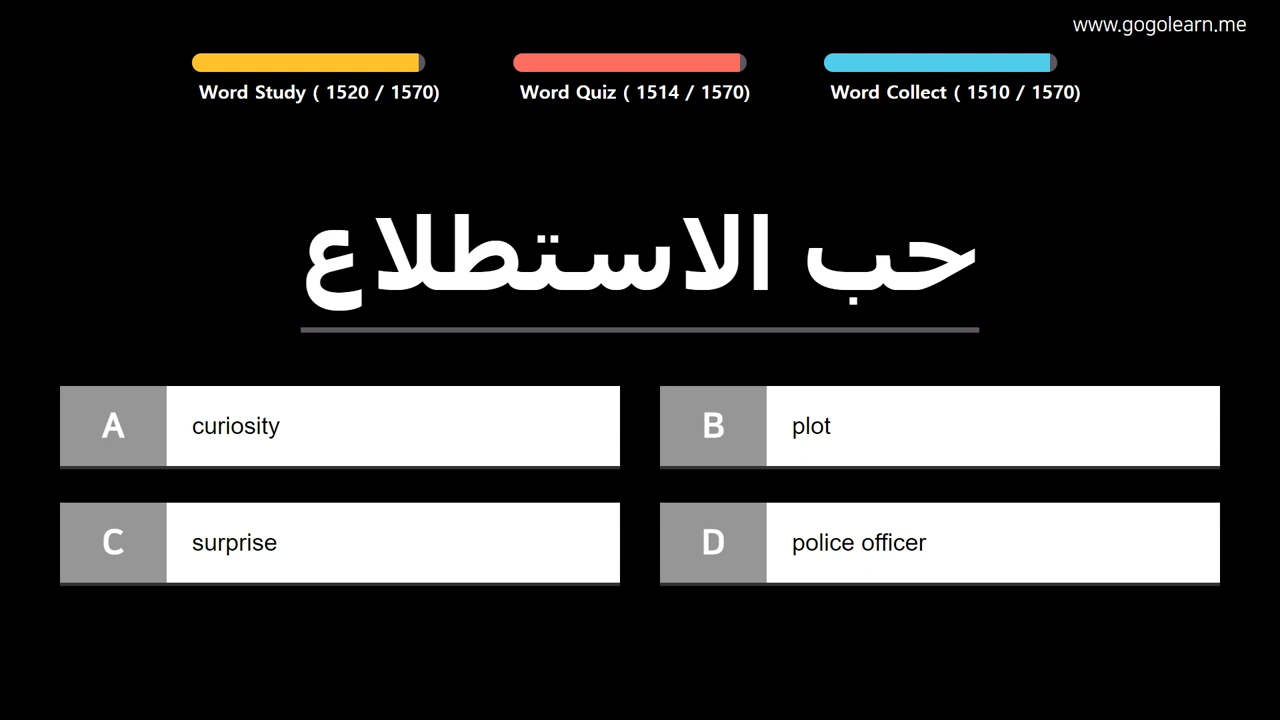 www.gogolearn.me
Word Study ( 1520 / 1570)
Word Quiz ( 1514 / 1570)
Word Collect ( 1510 / 1570)
حب الاستطلاع
A curiosity
B plot
C surprise
D police officer